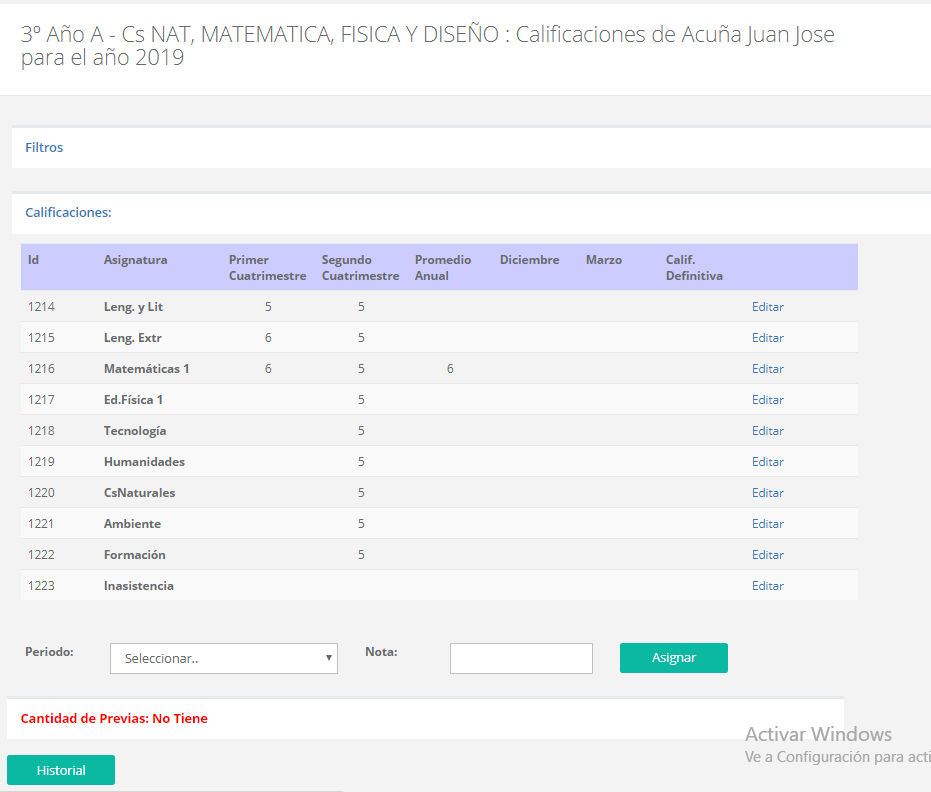 3º Año A - Cs NAT, MATEMATICA, FISICA Y DISEÑO : Calificaciones de Acuña Juan Jose
para el año 2019
Filtros
Calificaciones:
Id Asignatura Primer Cuatrimestre Segundo Cuatrimestre Promedio Anual Diciembre Marzo Calif. Definitiva
1214 Leng. y Lit 5 5 Editar
1215 Leng. Extr 6 5 Editar
1216 Matemáticas 1 6 5 6 Editar
1217 Ed.Física 1 5 Editar
1218 Tecnología 5 Editar
1219 Humanidades 5 Editar
1220 CsNaturales 5 Editar
1221 Ambiente 5 Editar
1222 Formación 5 Editar
1223 Inasistencia Editar
Periodo: Seleccionar.. Nota: Asignar
Cantidad de Previas: No Tiene
Activar Windows
Ve a Configuración para acti
Historial